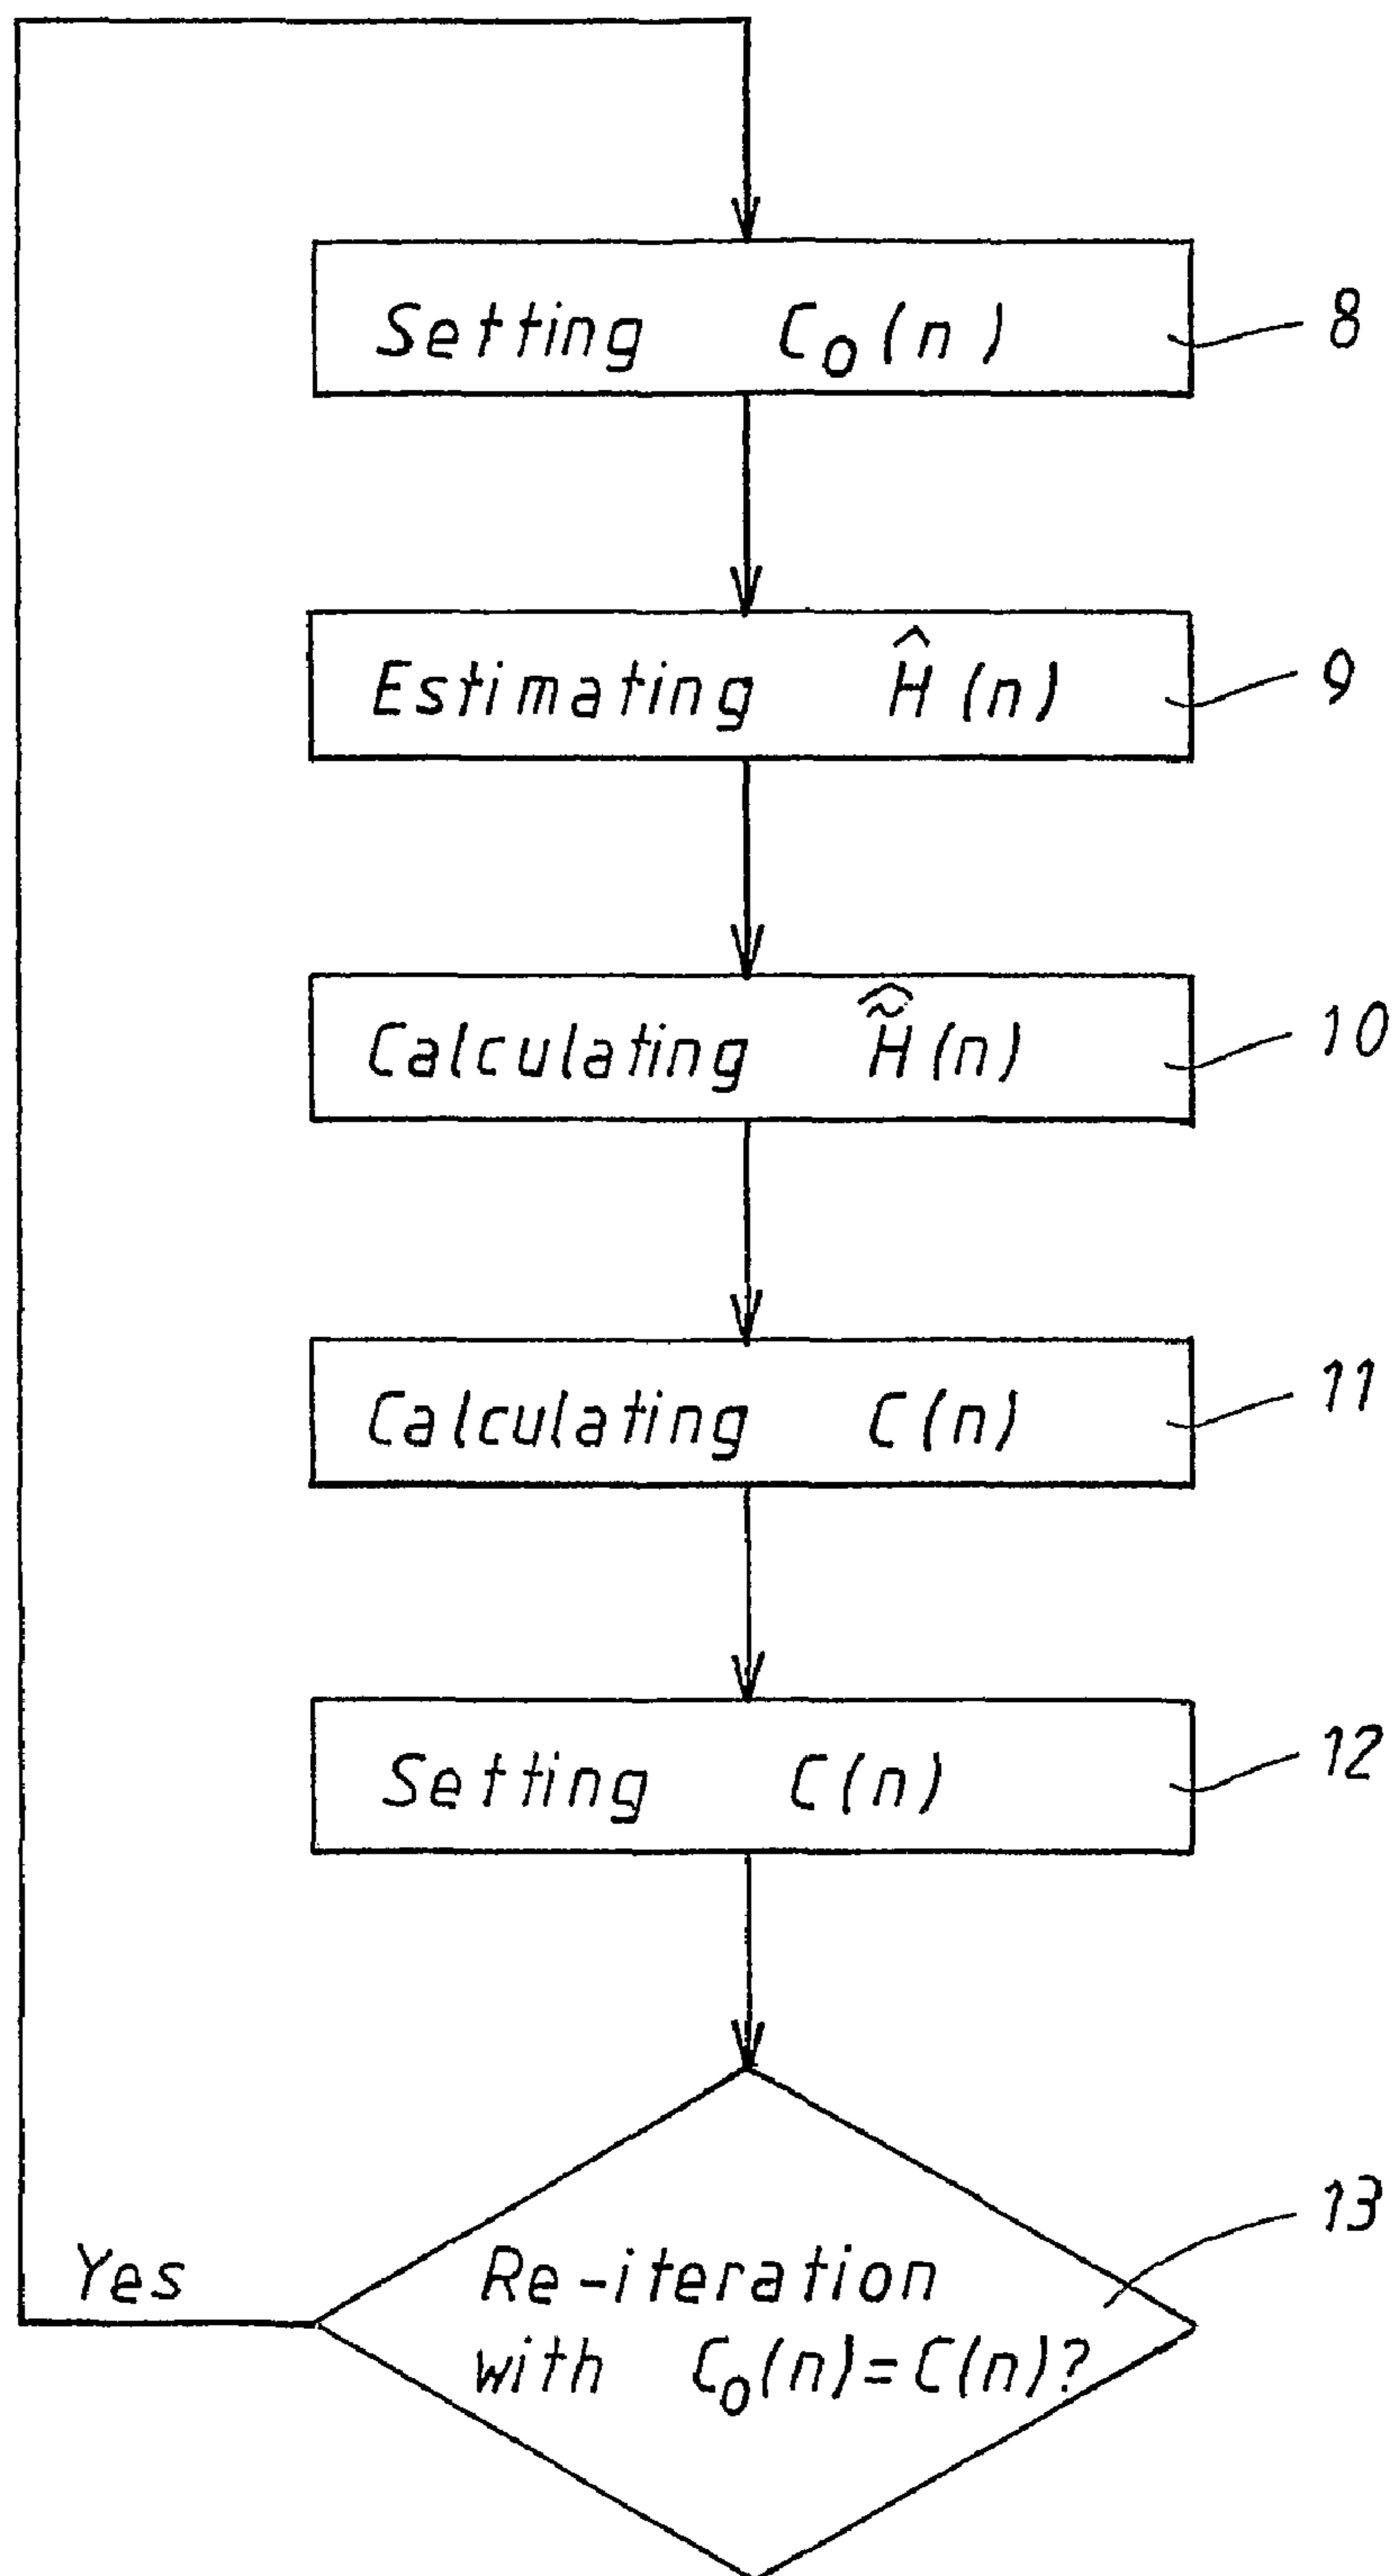 Setting C₀(n) 8
Estimating Ĥ(n) 9
Calculating H̃̂(n) 10
Calculating C(n) 11
Setting C(n) 12
13
Yes
Re-iteration
with C₀(n)=C(n)?